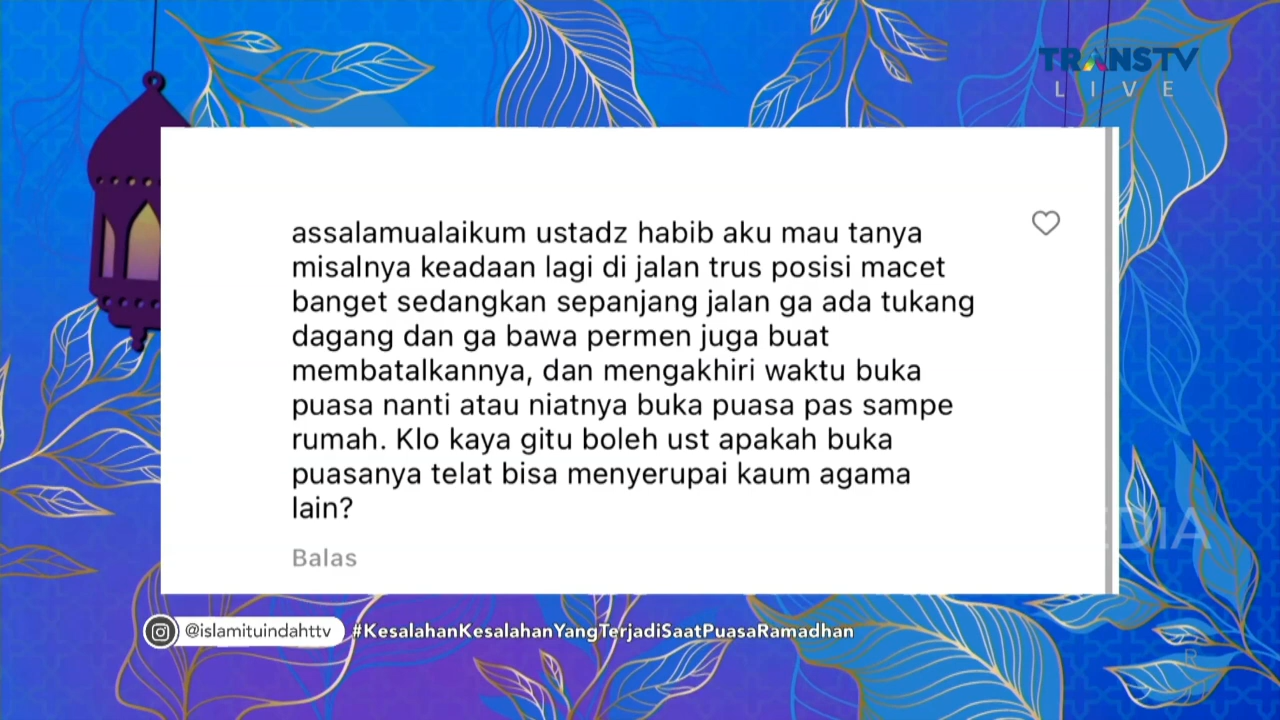 TRANSTV
LIVE
assalamualaikum ustadz habib aku mau tanya
misalnya keadaan lagi di jalan trus posisi macet
banget sedangkan sepanjang jalan ga ada tukang
dagang dan ga bawa permen juga buat
membatalkannya, dan mengakhiri waktu buka
puasa nanti atau niatnya buka puasa pas sampe
rumah. Klo kaya gitu boleh ust apakah buka
puasanya telat bisa menyerupai kaum agama
lain?
Balas
@islamituindahttv #KesalahanKesalahanYangTerjadiSaatPuasaRamadhan